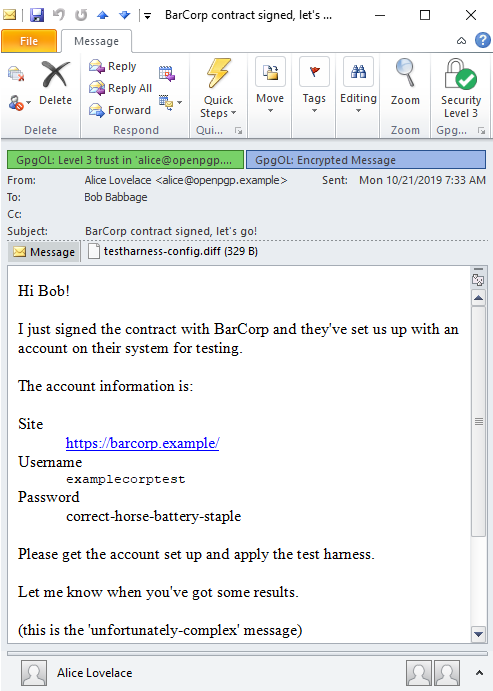 BarCorp contract signed, let's ...
File
Message
Reply
Reply All
Forward
Delete
Quick
Steps
Move
Tags
Editing
Zoom
Security
Level 3
Delete
Respond
Qui...
Zoom
Gpg...
GpgOL: Level 3 trust in 'alice@openpgp....
GpgOL: Encrypted Message
From: Alice Lovelace <alice@openpgp.example> Sent: Mon 10/21/2019 7:33 AM
To: Bob Babbage
Cc:
Subject: BarCorp contract signed, let's go!
Message testharness-config.diff (329 B)
Hi Bob!
I just signed the contract with BarCorp and they've set us up with an
account on their system for testing.
The account information is:
Site
https://barcorp.example/
Username
examplecorptest
Password
correct-horse-battery-staple
Please get the account set up and apply the test harness.
Let me know when you've got some results.
(this is the 'unfortunately-complex' message)
Alice Lovelace